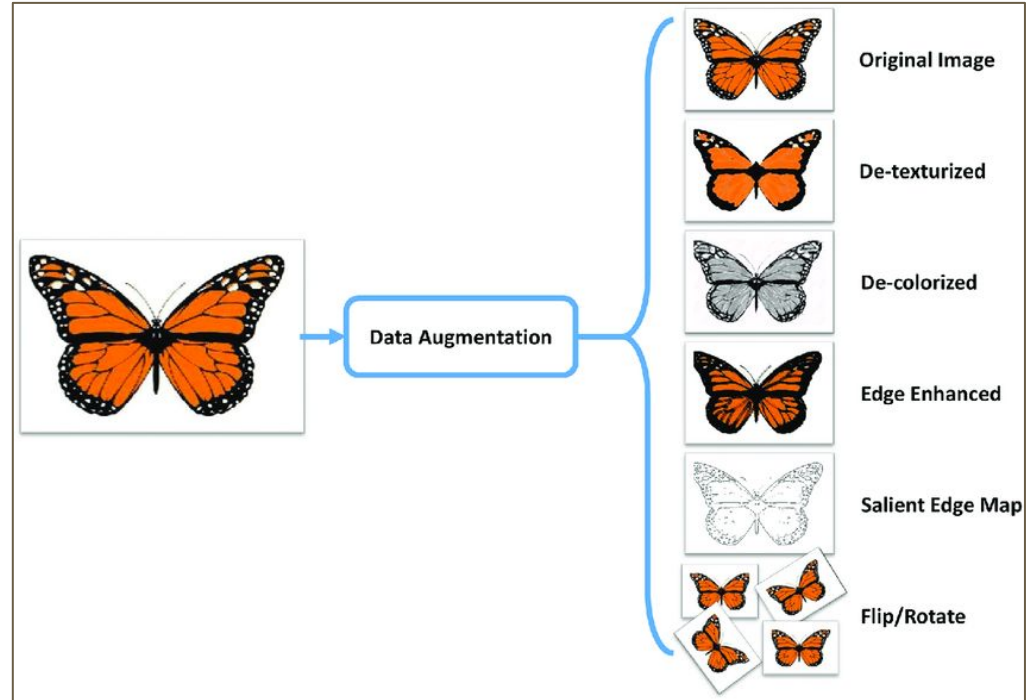 Original Image
De-texturized
De-colorized
Data Augmentation
Edge Enhanced
Salient Edge Map
Flip/Rotate